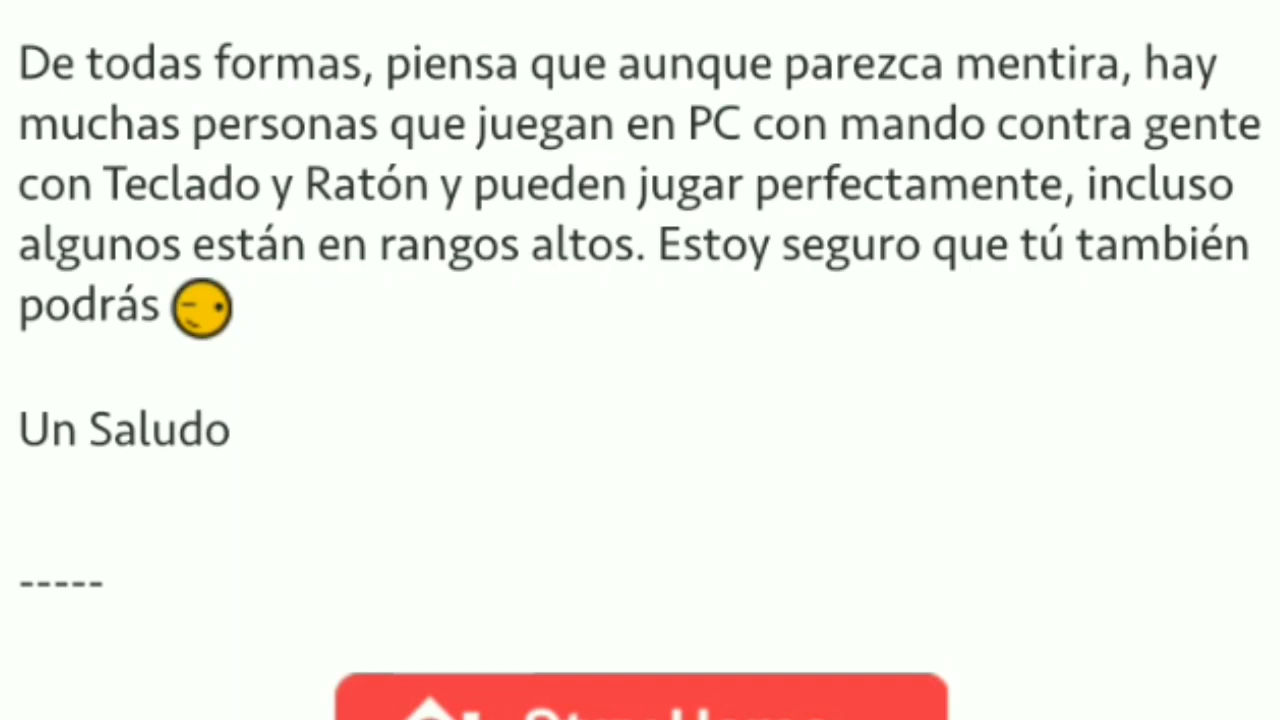 De todas formas, piensa que aunque parezca mentira, hay
muchas personas que juegan en PC con mando contra gente
con Teclado y Ratón y pueden jugar perfectamente, incluso
algunos están en rangos altos. Estoy seguro que tú también
podrás
Un Saludo
-----